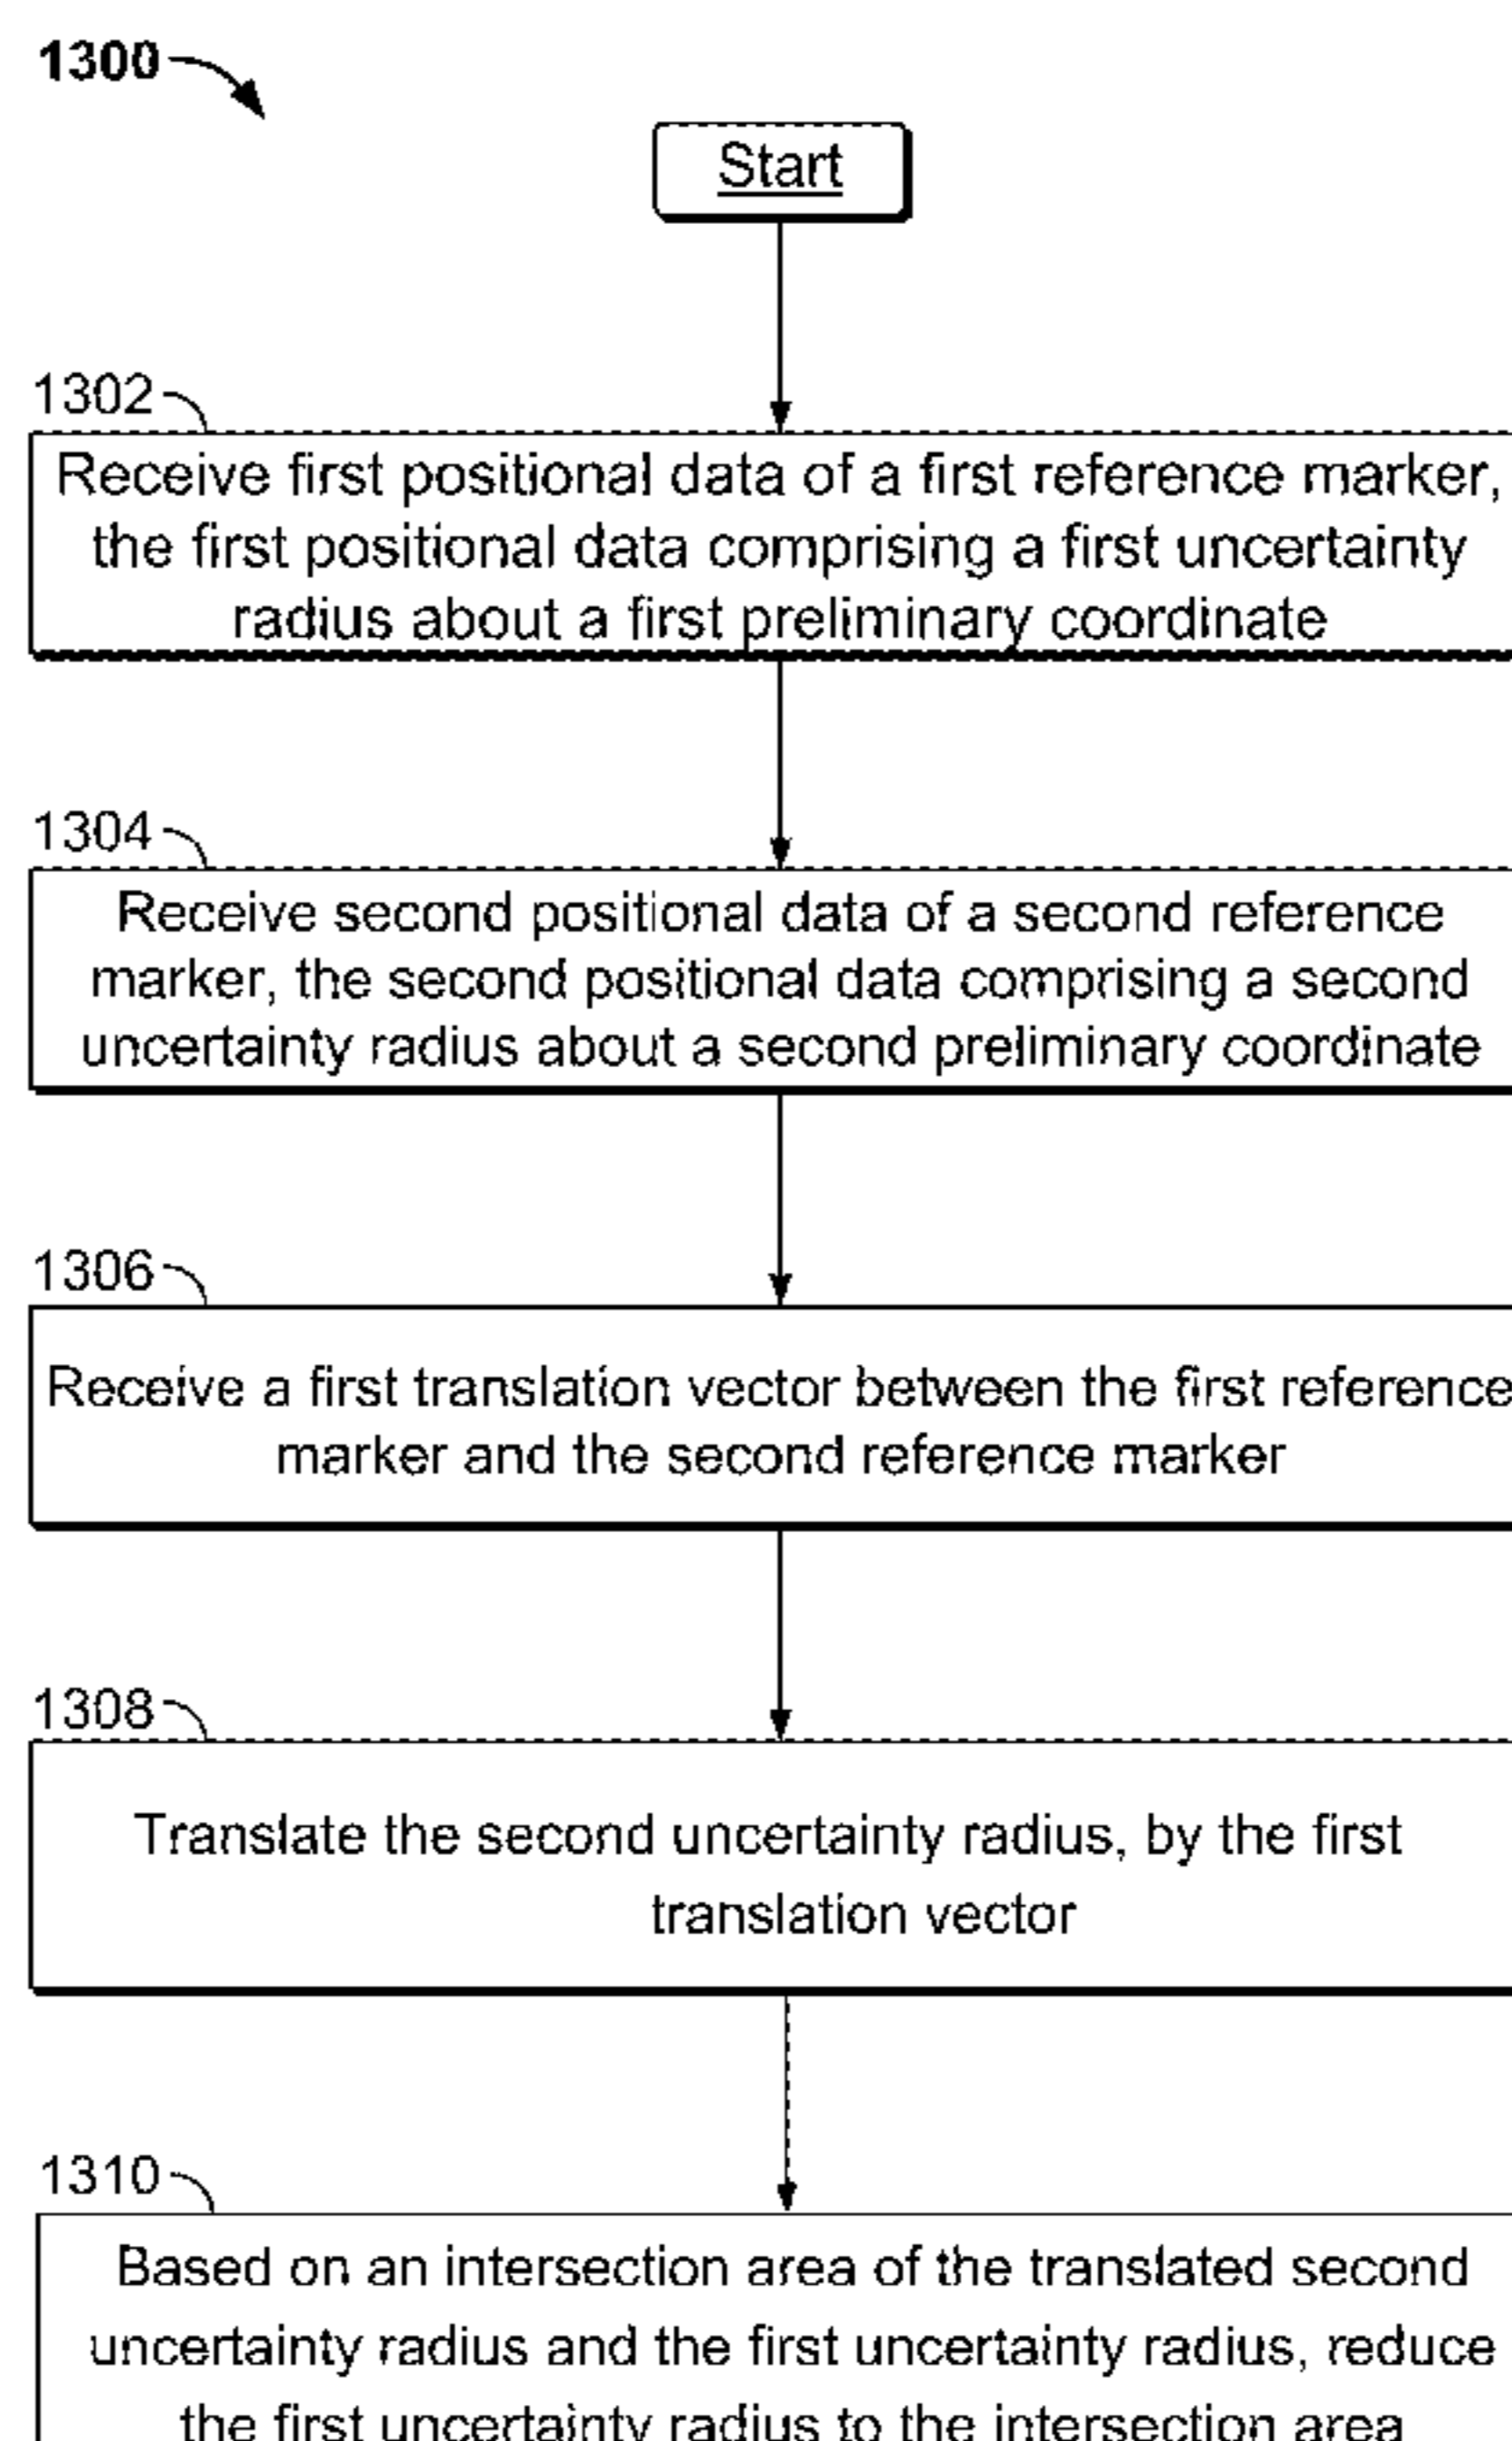 1300
Start
1302
Receive first positional data of a first reference marker,
the first positional data comprising a first uncertainty
radius about a first preliminary coordinate
1304
Receive second positional data of a second reference
marker, the second positional data comprising a second
uncertainty radius about a second preliminary coordinate
1306
Receive a first translation vector between the first reference
marker and the second reference marker
1308
Translate the second uncertainty radius, by the first
translation vector
1310
Based on an intersection area of the translated second
uncertainty radius and the first uncertainty radius, reduce
the first uncertainty radius to the intersection area